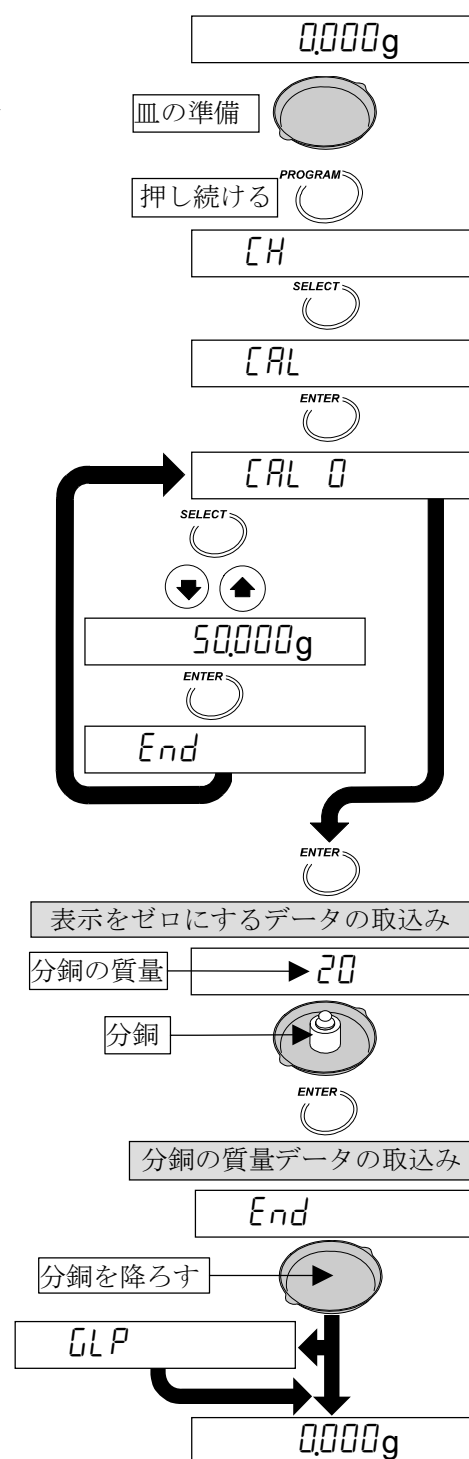 0.000g
皿の準備
PROGRAM
押し続ける
CH
SELECT
CAL
ENTER
CAL 0
SELECT
50.000g
ENTER
End
ENTER
表示をゼロにするデータの取込み
分銅の質量
20
分銅
ENTER
分銅の質量データの取込み
End
分銅を降ろす
GLP
0.000g